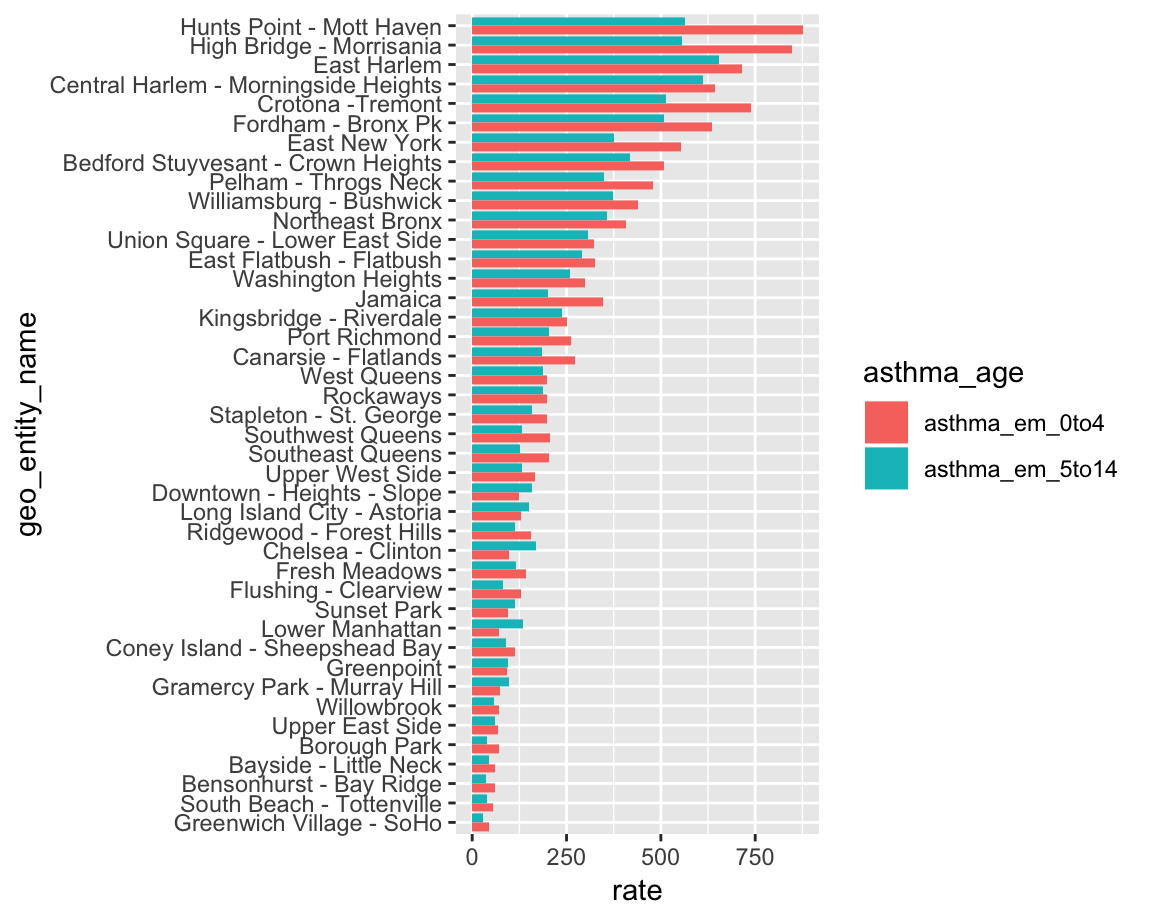 Hunts Point - Mott Haven
High Bridge - Morrisania
East Harlem
Central Harlem - Morningside Heights
Crotona -Tremont
Fordham - Bronx Pk
East New York
Bedford Stuyvesant - Crown Heights
Pelham - Throgs Neck
Williamsburg - Bushwick
Northeast Bronx
Union Square - Lower East Side
East Flatbush - Flatbush
Washington Heights
Jamaica
Kingsbridge - Riverdale
Port Richmond
Canarsie - Flatlands
West Queens
Rockaways
Stapleton - St. George
Southwest Queens
Southeast Queens
Upper West Side
Downtown - Heights - Slope
Long Island City - Astoria
Ridgewood - Forest Hills
Chelsea - Clinton
Fresh Meadows
Flushing - Clearview
Sunset Park
Lower Manhattan
Coney Island - Sheepshead Bay
Greenpoint
Gramercy Park - Murray Hill
Willowbrook
Upper East Side
Borough Park
Bayside - Little Neck
Bensonhurst - Bay Ridge
South Beach - Tottenville
Greenwich Village - SoHo
geo_entity_name
0 250 500 750
rate
asthma_age
asthma_em_0to4
asthma_em_5to14